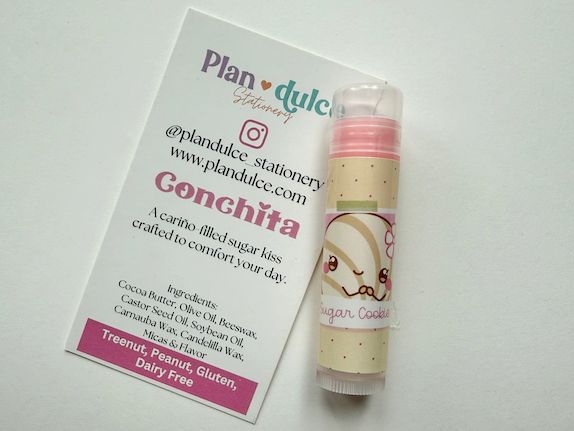 Plan dulce
Stationery
@plandulce_stationery
www.plandulce.com
Conchita
A cariño-filled sugar kiss
crafted to comfort your day.
Ingredients:
Cocoa Butter, Olive Oil, Beeswax,
Castor Seed Oil, Soybean Oil,
Carnauba Wax, Candelilla Wax,
Micas & Flavor
Treenut, Peanut, Gluten,
Dairy Free
Sugar Cookie